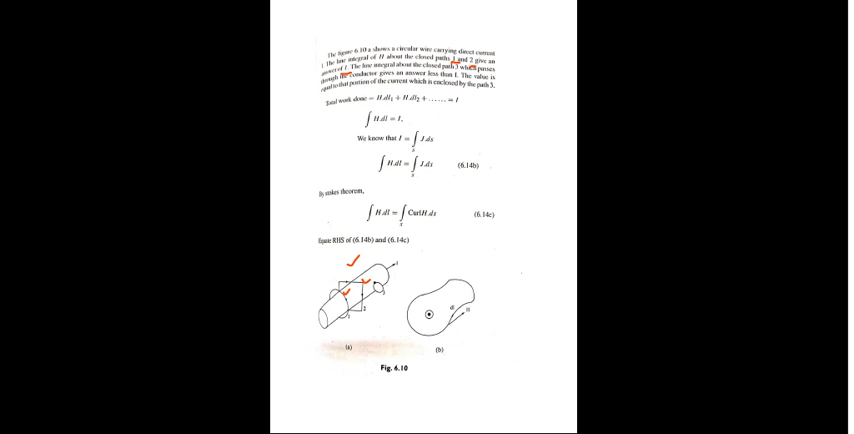 The figure 6.10 a shows a circular wire carrying direct current
I. The line integral of H about the closed paths 1 and 2 give an
answer of I. The line integral about the closed path 3 which passes
through the conductor gives an answer less than I. The value is
equal to that portion of the current which is enclosed by the path 3.
Total work done = H.dl₁ + H.dl₂ + ...... = I
∫ H.dl = I.
We know that I = ∫ J.ds
s
∫ H.dl = ∫ J.ds (6.14b)
s
By stokes theorem,
∫ H.dl = ∫ CurlH.ds (6.14c)
s
Equate RHS of (6.14b) and (6.14c)
I
3
2
1
dl
H
(a)
(b)
Fig. 6.10